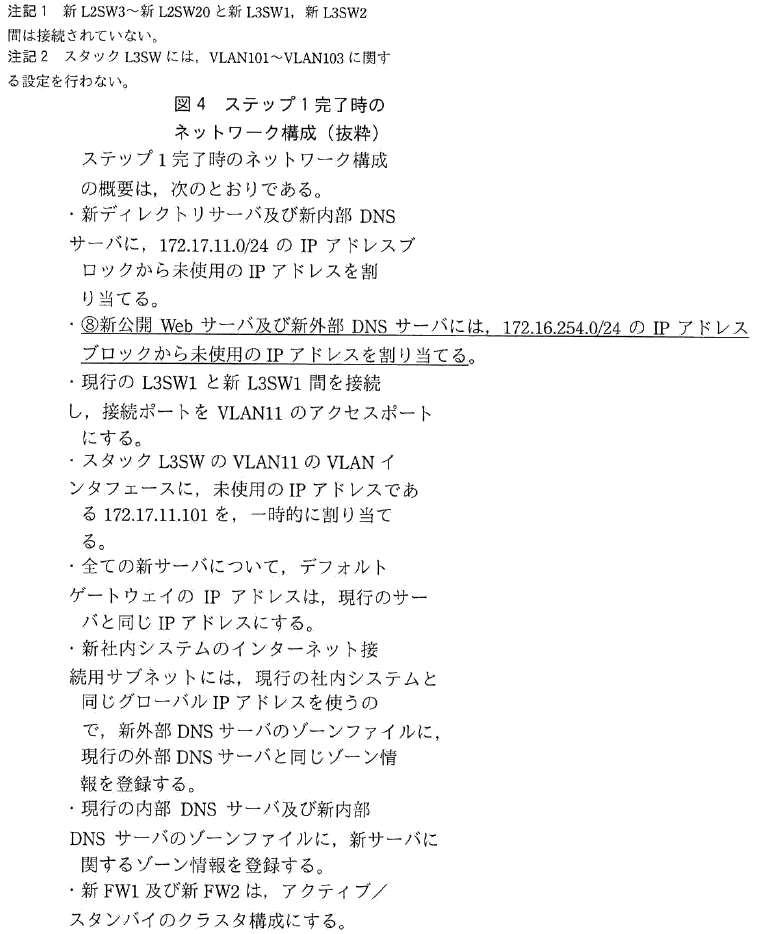 注記1 新 L2SW3~新 L2SW20 と新 L3SW1,新 L3SW2
間は接続されていない。
注記2 スタック L3SW には,VLAN101~VLAN103 に関す
る設定を行わない。
図4 ステップ1完了時の
ネットワーク構成(抜粋)
ステップ1完了時のネットワーク構成
の概要は,次のとおりである。
・新ディレクトリサーバ及び新内部 DNS
サーバに,172.17.11.0/24 の IP アドレスブ
ロックから未使用の IP アドレスを割
り当てる。
・⑧新公開 Web サーバ及び新外部 DNS サーバには,172.16.254.0/24 の IP アドレス
ブロックから未使用の IP アドレスを割り当てる。
・現行の L3SW1 と新 L3SW1 間を接続
し,接続ポートを VLAN11 のアクセスポート
にする。
・スタック L3SW の VLAN11 の VLAN イ
ンタフェースに,未使用の IP アドレスであ
る 172.17.11.101 を,一時的に割り当て
る。
・全ての新サーバについて,デフォルト
ゲートウェイの IP アドレスは,現行のサー
バと同じ IP アドレスにする。
・新社内システムのインターネット接
続用サブネットには,現行の社内システムと
同じグローバル IP アドレスを使うの
で,新外部 DNS サーバのゾーンファイルに,
現行の外部 DNS サーバと同じゾーン情
報を登録する。
・現行の内部 DNS サーバ及び新内部
DNS サーバのゾーンファイルに,新サーバに
関するゾーン情報を登録する。
・新 FW1 及び新 FW2 は,アクティブ/
スタンバイのクラスタ構成にする。